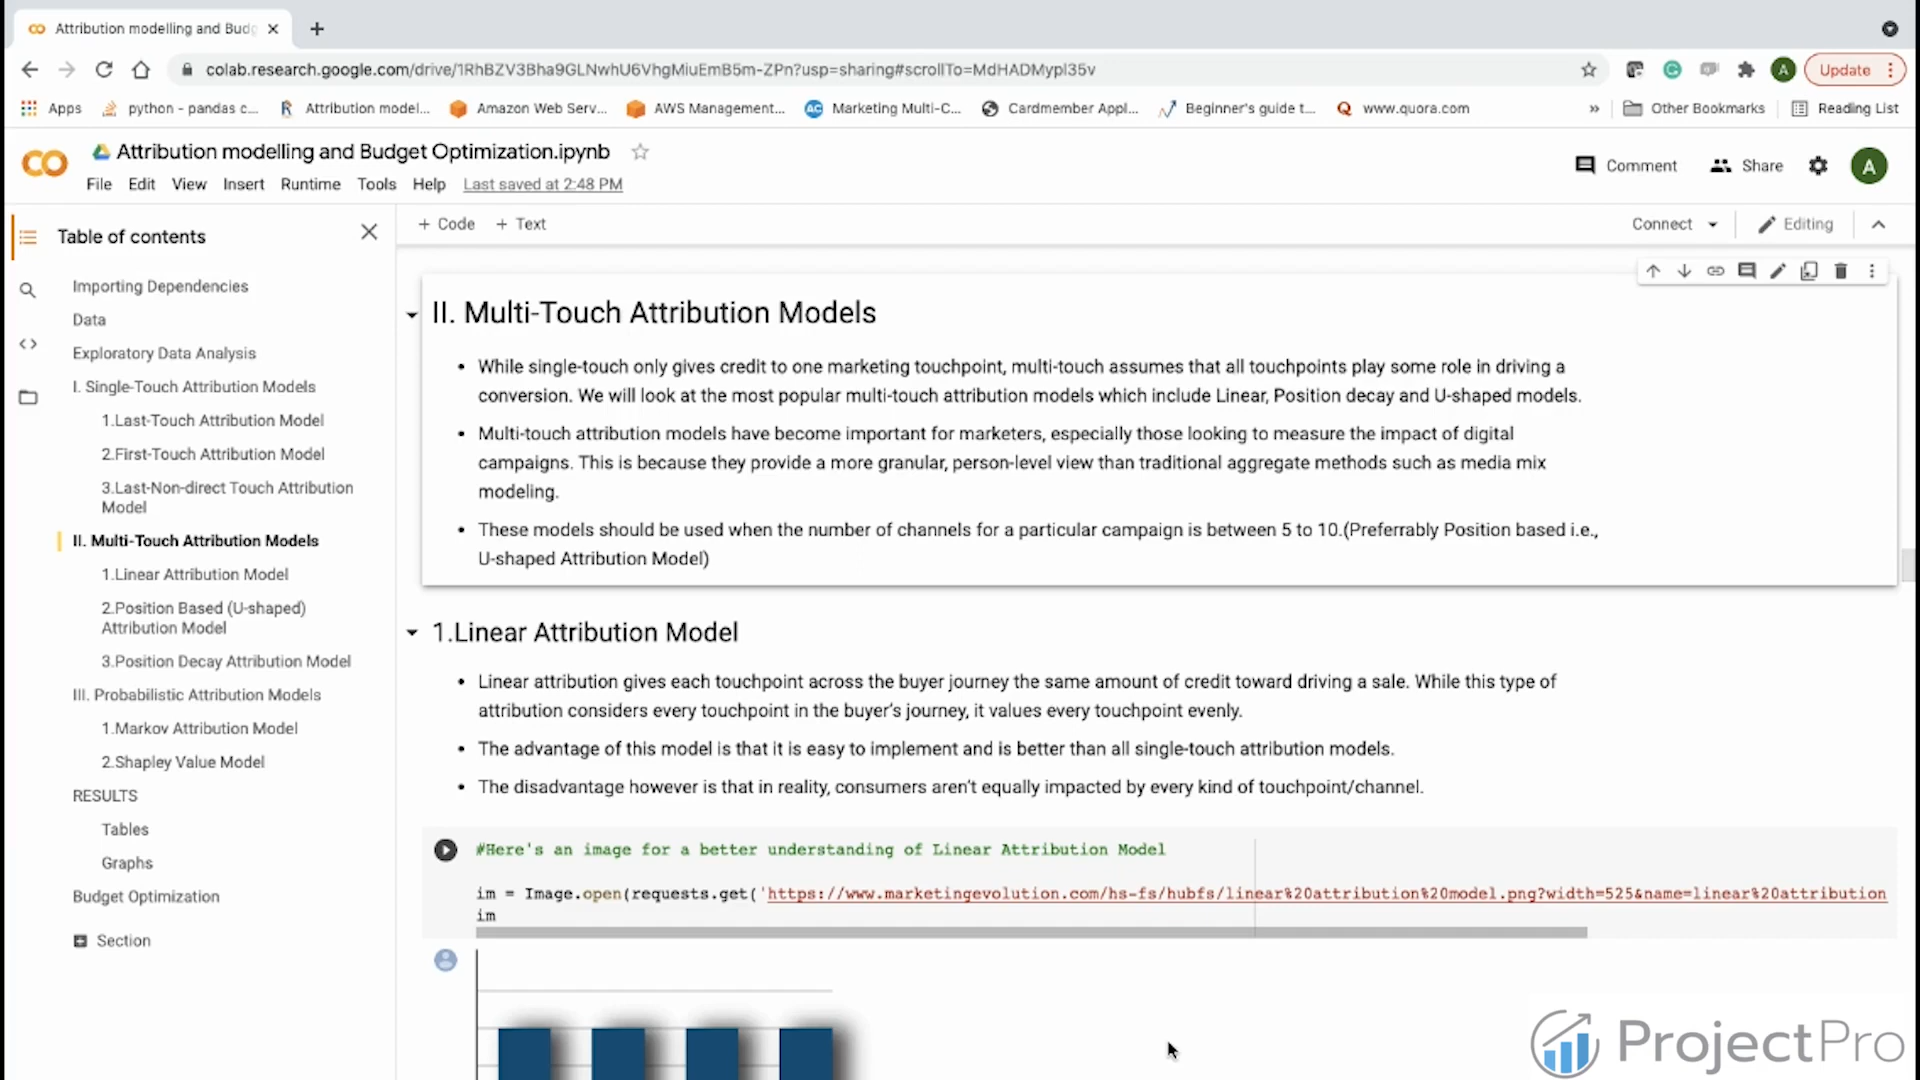 Attribution modelling and Budg
colab.research.google.com/drive/1RhBZV3Bha9GLNwhU6VhgMiuEmB5m-ZPn?usp=sharing#scrollTo=MdHADMypl35v
A
Update
Apps
python - pandas c...
Attribution model...
Amazon Web Serv...
AWS Management...
AC
Marketing Multi-C...
Cardmember Appl...
Beginner's guide t...
www.quora.com
»
Other Bookmarks
Reading List
Attribution modelling and Budget Optimization.ipynb
Comment
Share
A
File Edit View Insert Runtime Tools Help Last saved at 2:48 PM
Table of contents
+ Code + Text
Connect
Editing
Importing Dependencies
Data
Exploratory Data Analysis
I. Single-Touch Attribution Models
1.Last-Touch Attribution Model
2.First-Touch Attribution Model
3.Last-Non-direct Touch Attribution
Model
II. Multi-Touch Attribution Models
1.Linear Attribution Model
2.Position Based (U-shaped)
Attribution Model
3.Position Decay Attribution Model
III. Probabilistic Attribution Models
1.Markov Attribution Model
2.Shapley Value Model
RESULTS
Tables
Graphs
Budget Optimization
Section
II. Multi-Touch Attribution Models
• While single-touch only gives credit to one marketing touchpoint, multi-touch assumes that all touchpoints play some role in driving a
conversion. We will look at the most popular multi-touch attribution models which include Linear, Position decay and U-shaped models.
• Multi-touch attribution models have become important for marketers, especially those looking to measure the impact of digital
campaigns. This is because they provide a more granular, person-level view than traditional aggregate methods such as media mix
modeling.
• These models should be used when the number of channels for a particular campaign is between 5 to 10.(Preferrably Position based i.e.,
U-shaped Attribution Model)
1.Linear Attribution Model
• Linear attribution gives each touchpoint across the buyer journey the same amount of credit toward driving a sale. While this type of
attribution considers every touchpoint in the buyer's journey, it values every touchpoint evenly.
• The advantage of this model is that it is easy to implement and is better than all single-touch attribution models.
• The disadvantage however is that in reality, consumers aren't equally impacted by every kind of touchpoint/channel.
#Here's an image for a better understanding of Linear Attribution Model
im = Image.open(requests.get('https://www.marketingevolution.com/hs-fs/hubfs/linear%20attribution%20model.png?width=525&name=linear%20attribution
im
ProjectPro